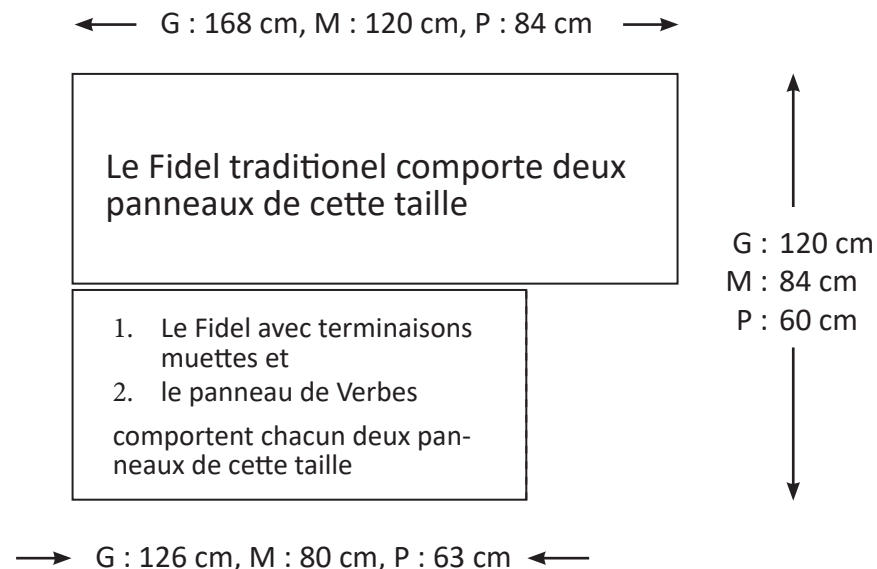 G : 168 cm, M : 120 cm, P : 84 cm
Le Fidel traditionel comporte deux
panneaux de cette taille
G : 120 cm
M : 84 cm
P : 60 cm
1. Le Fidel avec terminaisons
muettes et
2. le panneau de Verbes
comportent chacun deux pan-
neaux de cette taille
G : 126 cm, M : 80 cm, P : 63 cm